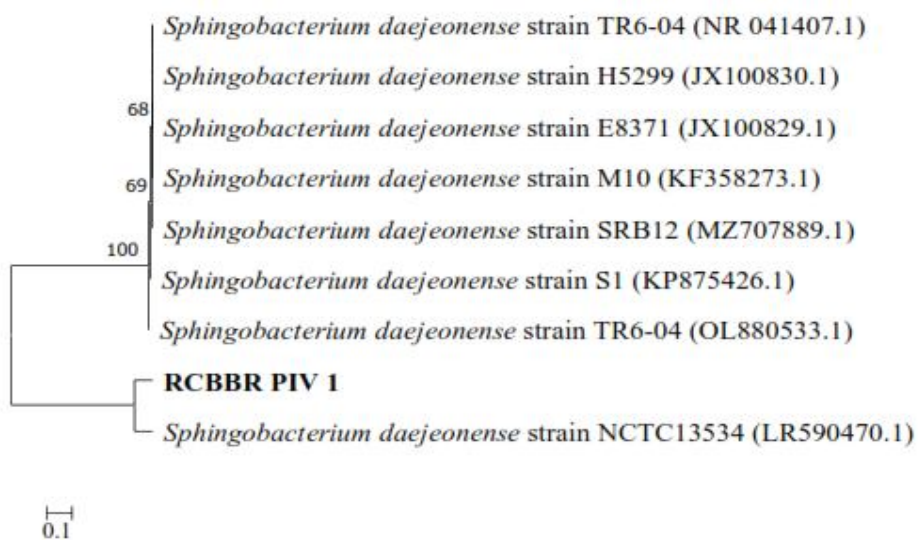 Sphingobacterium daejeonense strain TR6-04 (NR 041407.1)
Sphingobacterium daejeonense strain H5299 (JX100830.1)
68
Sphingobacterium daejeonense strain E8371 (JX100829.1)
Sphingobacterium daejeonense strain M10 (KF358273.1)
69
Sphingobacterium daejeonense strain SRB12 (MZ707889.1)
100
Sphingobacterium daejeonense strain S1 (KP875426.1)
Sphingobacterium daejeonense strain TR6-04 (OL880533.1)
RCBBR PIV 1
Sphingobacterium daejeonense strain NCTC13534 (LR590470.1)
0.1